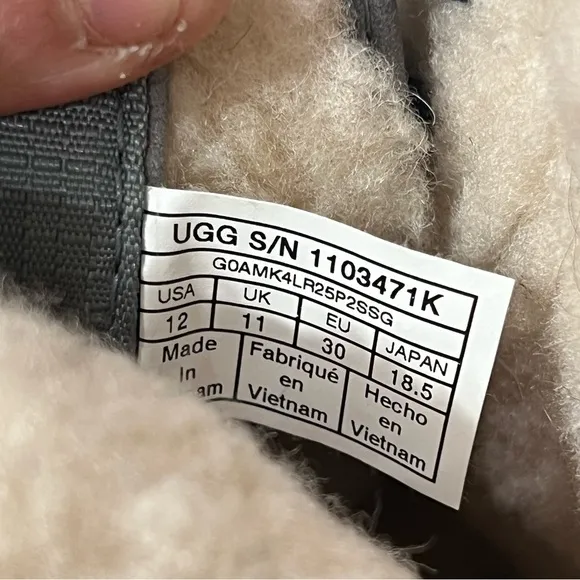 UGG S/N 1103471K
G0AMK4LR25P2SSG
USA UK EU JAPAN
12 11 30 18.5
Made Fabriqué Hecho
In en en
Vietnam Vietnam